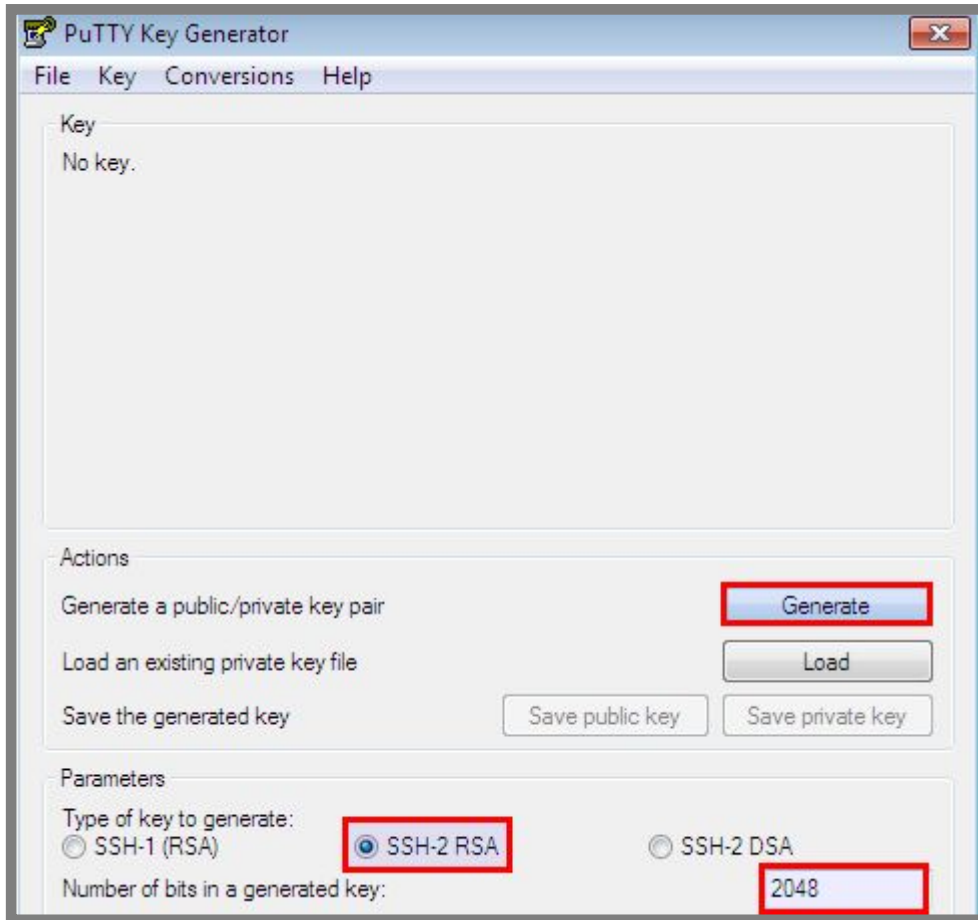 PuTTY Key Generator
File Key Conversions Help
Key
No key.
Actions
Generate a public/private key pair Generate
Load an existing private key file Load
Save the generated key Save public key Save private key
Parameters
Type of key to generate:
SSH-1 (RSA) SSH-2 RSA SSH-2 DSA
Number of bits in a generated key: 2048